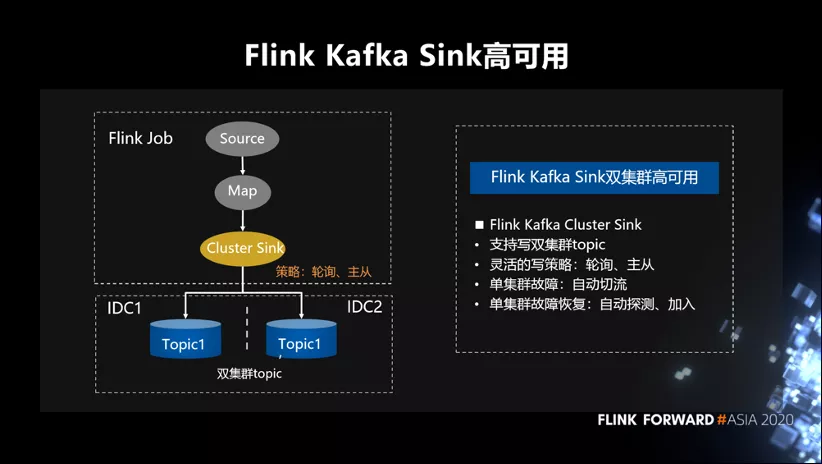 Flink Kafka Sink高可用
Flink Job
Source
Map
Cluster Sink
策略：轮询、主从
IDC1
IDC2
Topic1
Topic1
双集群topic
Flink Kafka Sink双集群高可用
■ Flink Kafka Cluster Sink
• 支持写双集群topic
• 灵活的写策略：轮询、主从
• 单集群故障：自动切流
• 单集群故障恢复：自动探测、加入
FLINK FORWARD #ASIA 2020